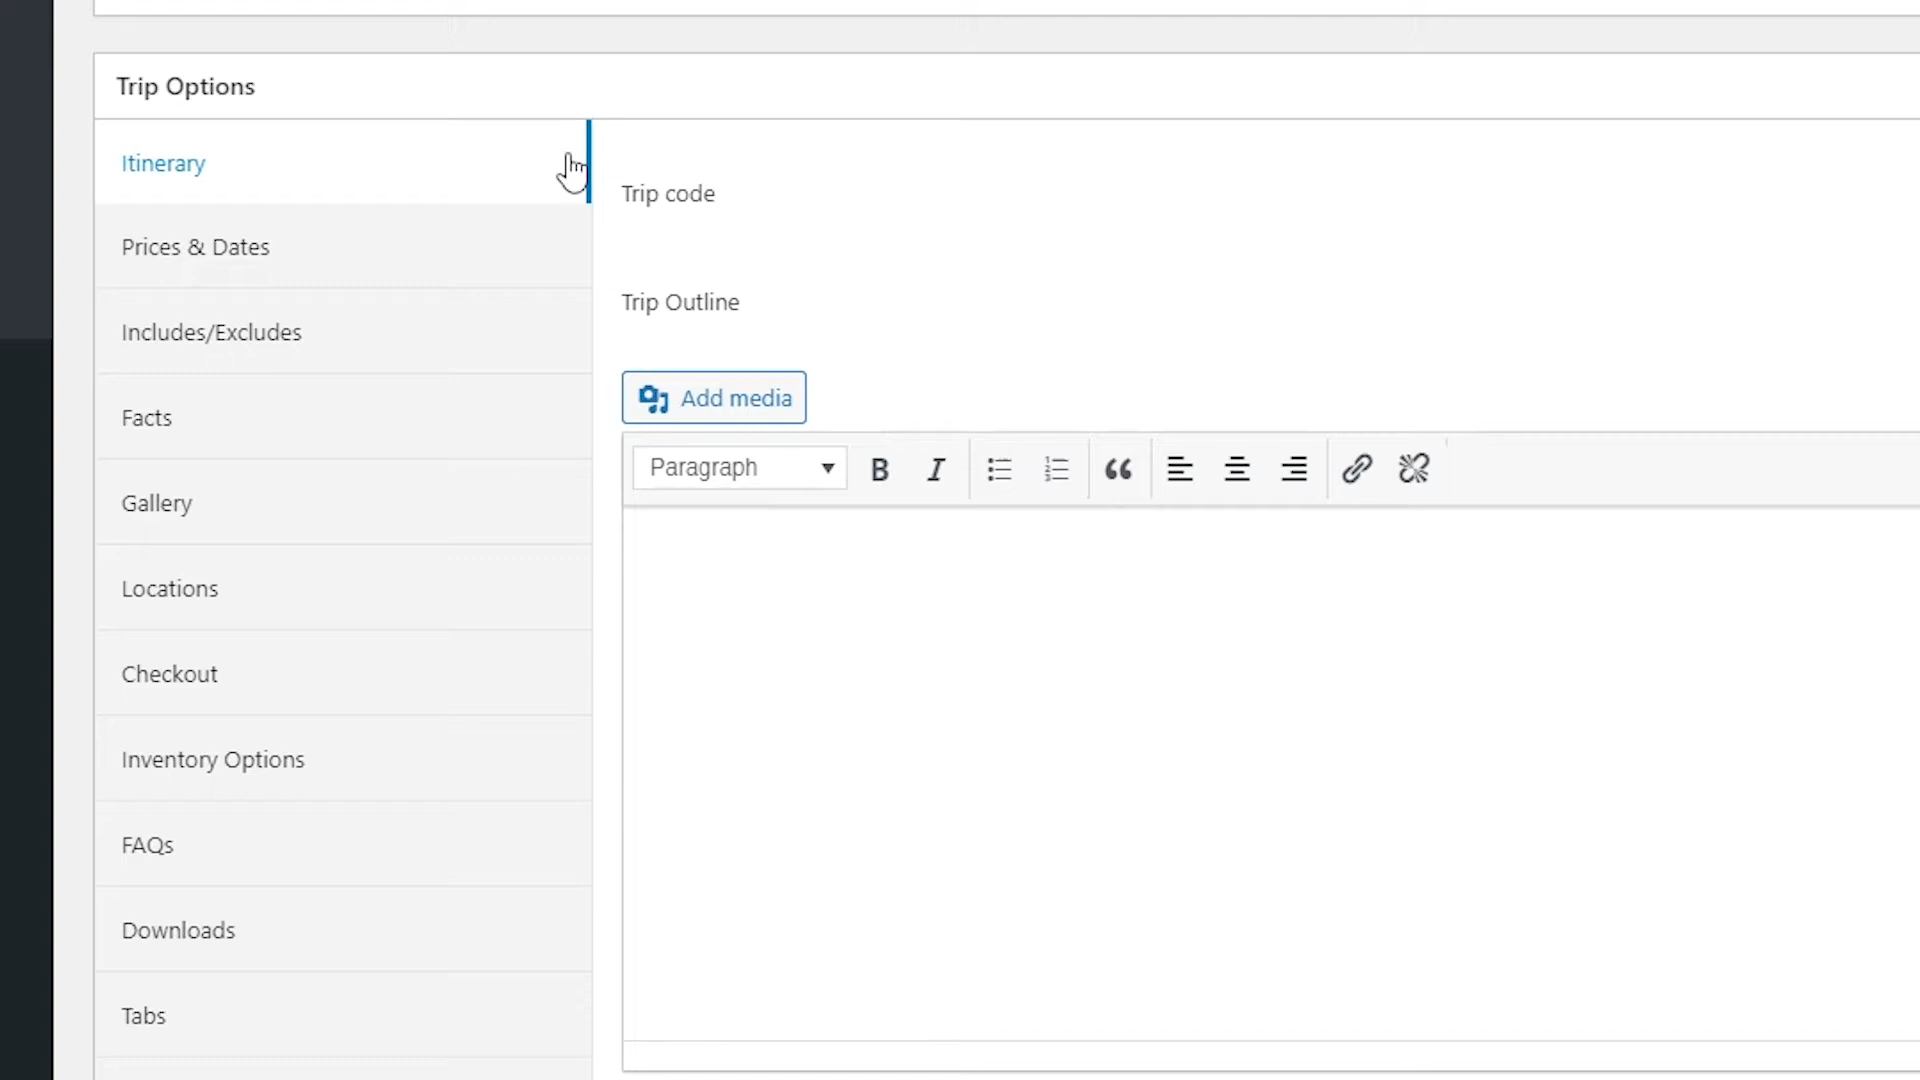 Trip Options
Itinerary
Prices & Dates
Includes/Excludes
Facts
Gallery
Locations
Checkout
Inventory Options
FAQs
Downloads
Tabs
Trip code
Trip Outline
Add media
Paragraph
B I